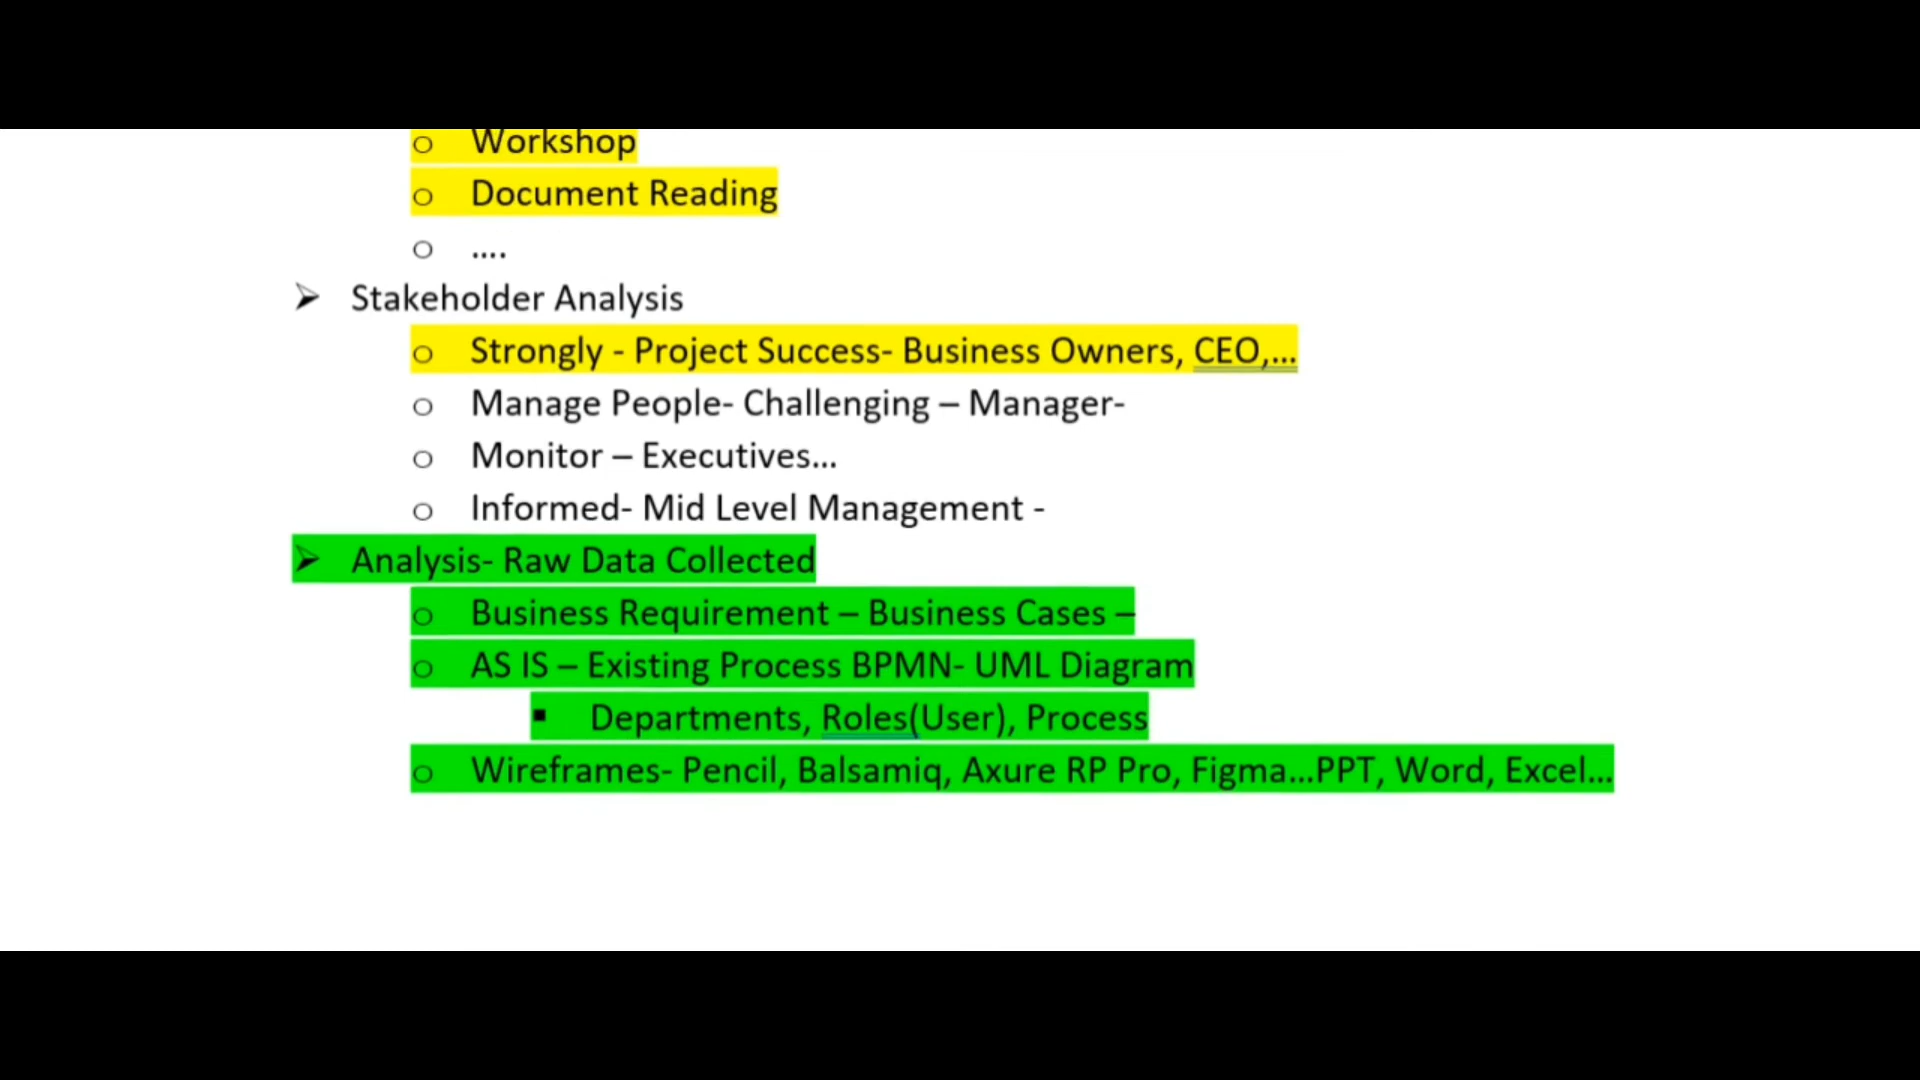 o Workshop
o Document Reading
o ....
➢ Stakeholder Analysis
o Strongly - Project Success- Business Owners, CEO,...
o Manage People- Challenging – Manager-
o Monitor – Executives...
o Informed- Mid Level Management -
➢ Analysis- Raw Data Collected
o Business Requirement – Business Cases –
o AS IS – Existing Process BPMN- UML Diagram
▪ Departments, Roles(User), Process
o Wireframes- Pencil, Balsamiq, Axure RP Pro, Figma...PPT, Word, Excel...